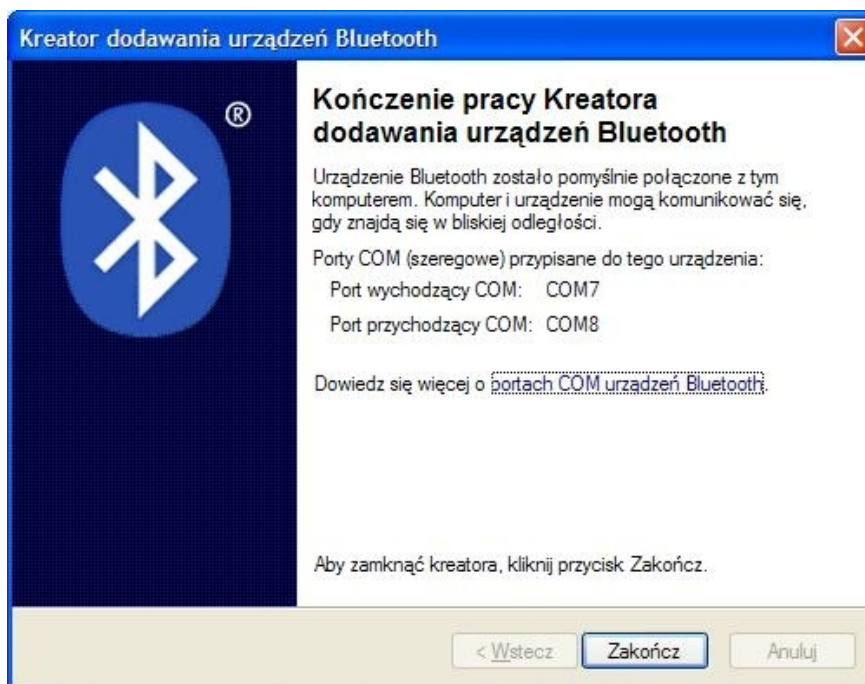 Kreator dodawania urządzeń Bluetooth
®
Kończenie pracy Kreatora
dodawania urządzeń Bluetooth
Urządzenie Bluetooth zostało pomyślnie połączone z tym
komputerem. Komputer i urządzenie mogą komunikować się,
gdy znajdą się w bliskiej odległości.
Porty COM (szeregowe) przypisane do tego urządzenia:
Port wychodzący COM: COM7
Port przychodzący COM: COM8
Dowiedz się więcej o portach COM urządzeń Bluetooth.
Aby zamknąć kreatora, kliknij przycisk Zakończ.
< Wstecz Zakończ Anuluj